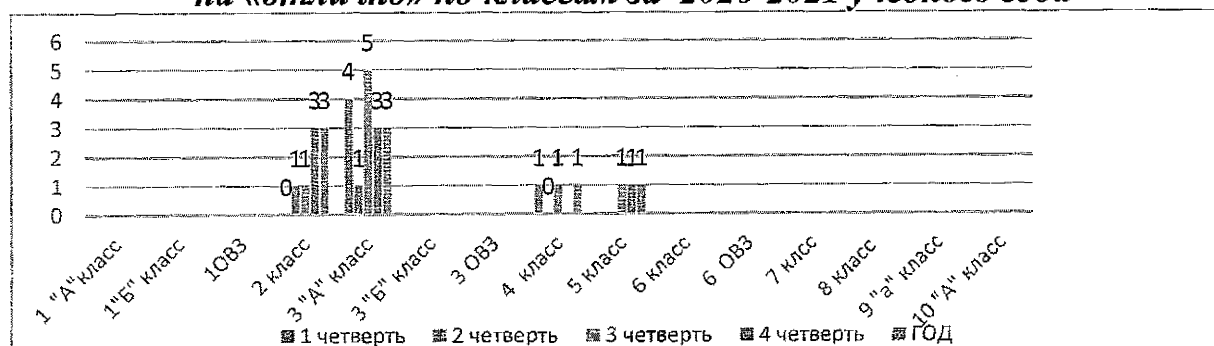 6
5
5
4
4
33
33
3
2
11
1
1 1 1
111
1
0
0
0
1 "А" класс
1"Б" класс
1ОВЗ
2 класс
3 "А" класс
3 "Б" класс
3 ОВЗ
4 класс
5 класс
6 класс
6 ОВЗ
7 клсс
8 класс
9 "а" класс
10 "А" класс
1 четверть 2 четверть 3 четверть 4 четверть ГОД